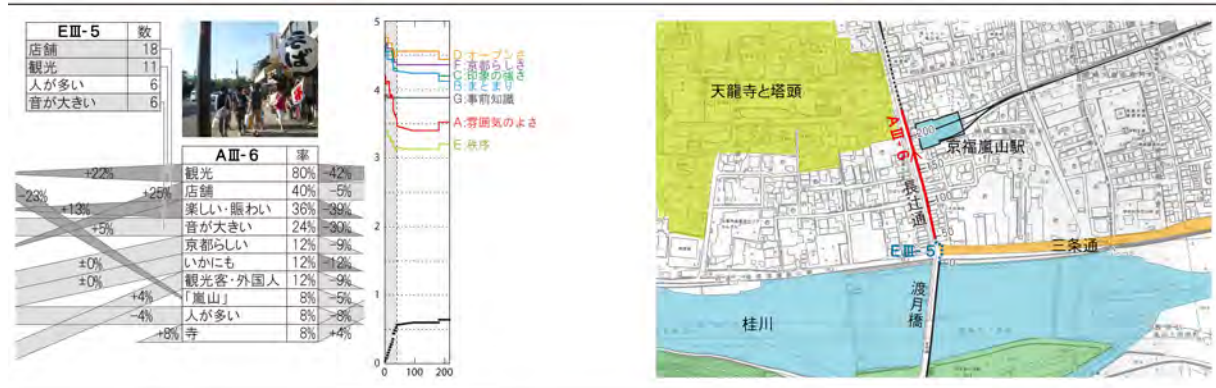 EⅢ-5 数
店舗 18
観光 11
人が多い 6
音が大きい 6
そば
AⅢ-6 率
+22% 観光 80% -42%
-23% +25% 店舗 40% -5%
+13% 楽しい・賑わい 36% -39%
+5% 音が大きい 24% -30%
京都らしい 12% -9%
±0% いかにも 12% -12%
±0% 観光客・外国人 12% -9%
+4% 「嵐山」 8% -5%
-4% 人が多い 8% -8%
+8% 寺 8% +4%
5
4
3
2
1
0
0 100 200
D:オープンさ
F:京都らしさ
C:印象の強さ
B:まとまり
G:事前知識
A:雰囲気のよさ
E:秩序
天龍寺と塔頭
AⅢ-6
200
京福嵐山駅
長辻通
100
EⅢ-5
三条通
渡月橋
桂川